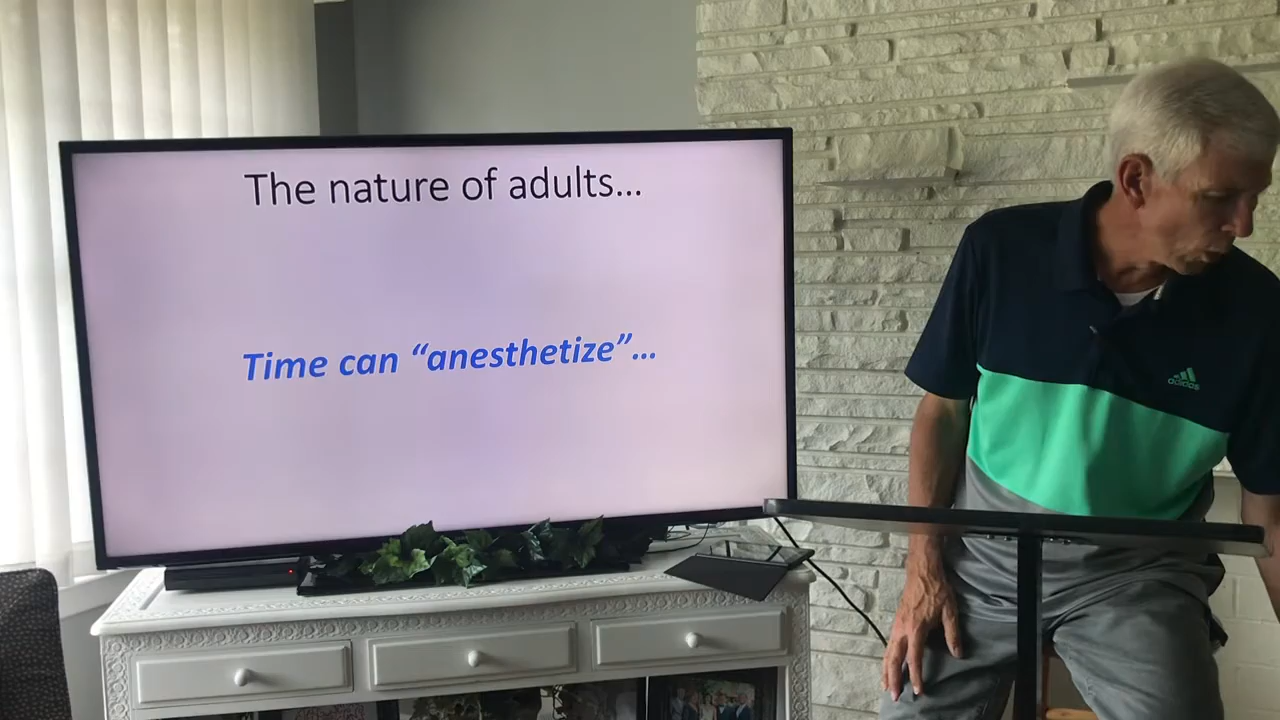 The nature of adults...
Time can “anesthetize”...
adidas